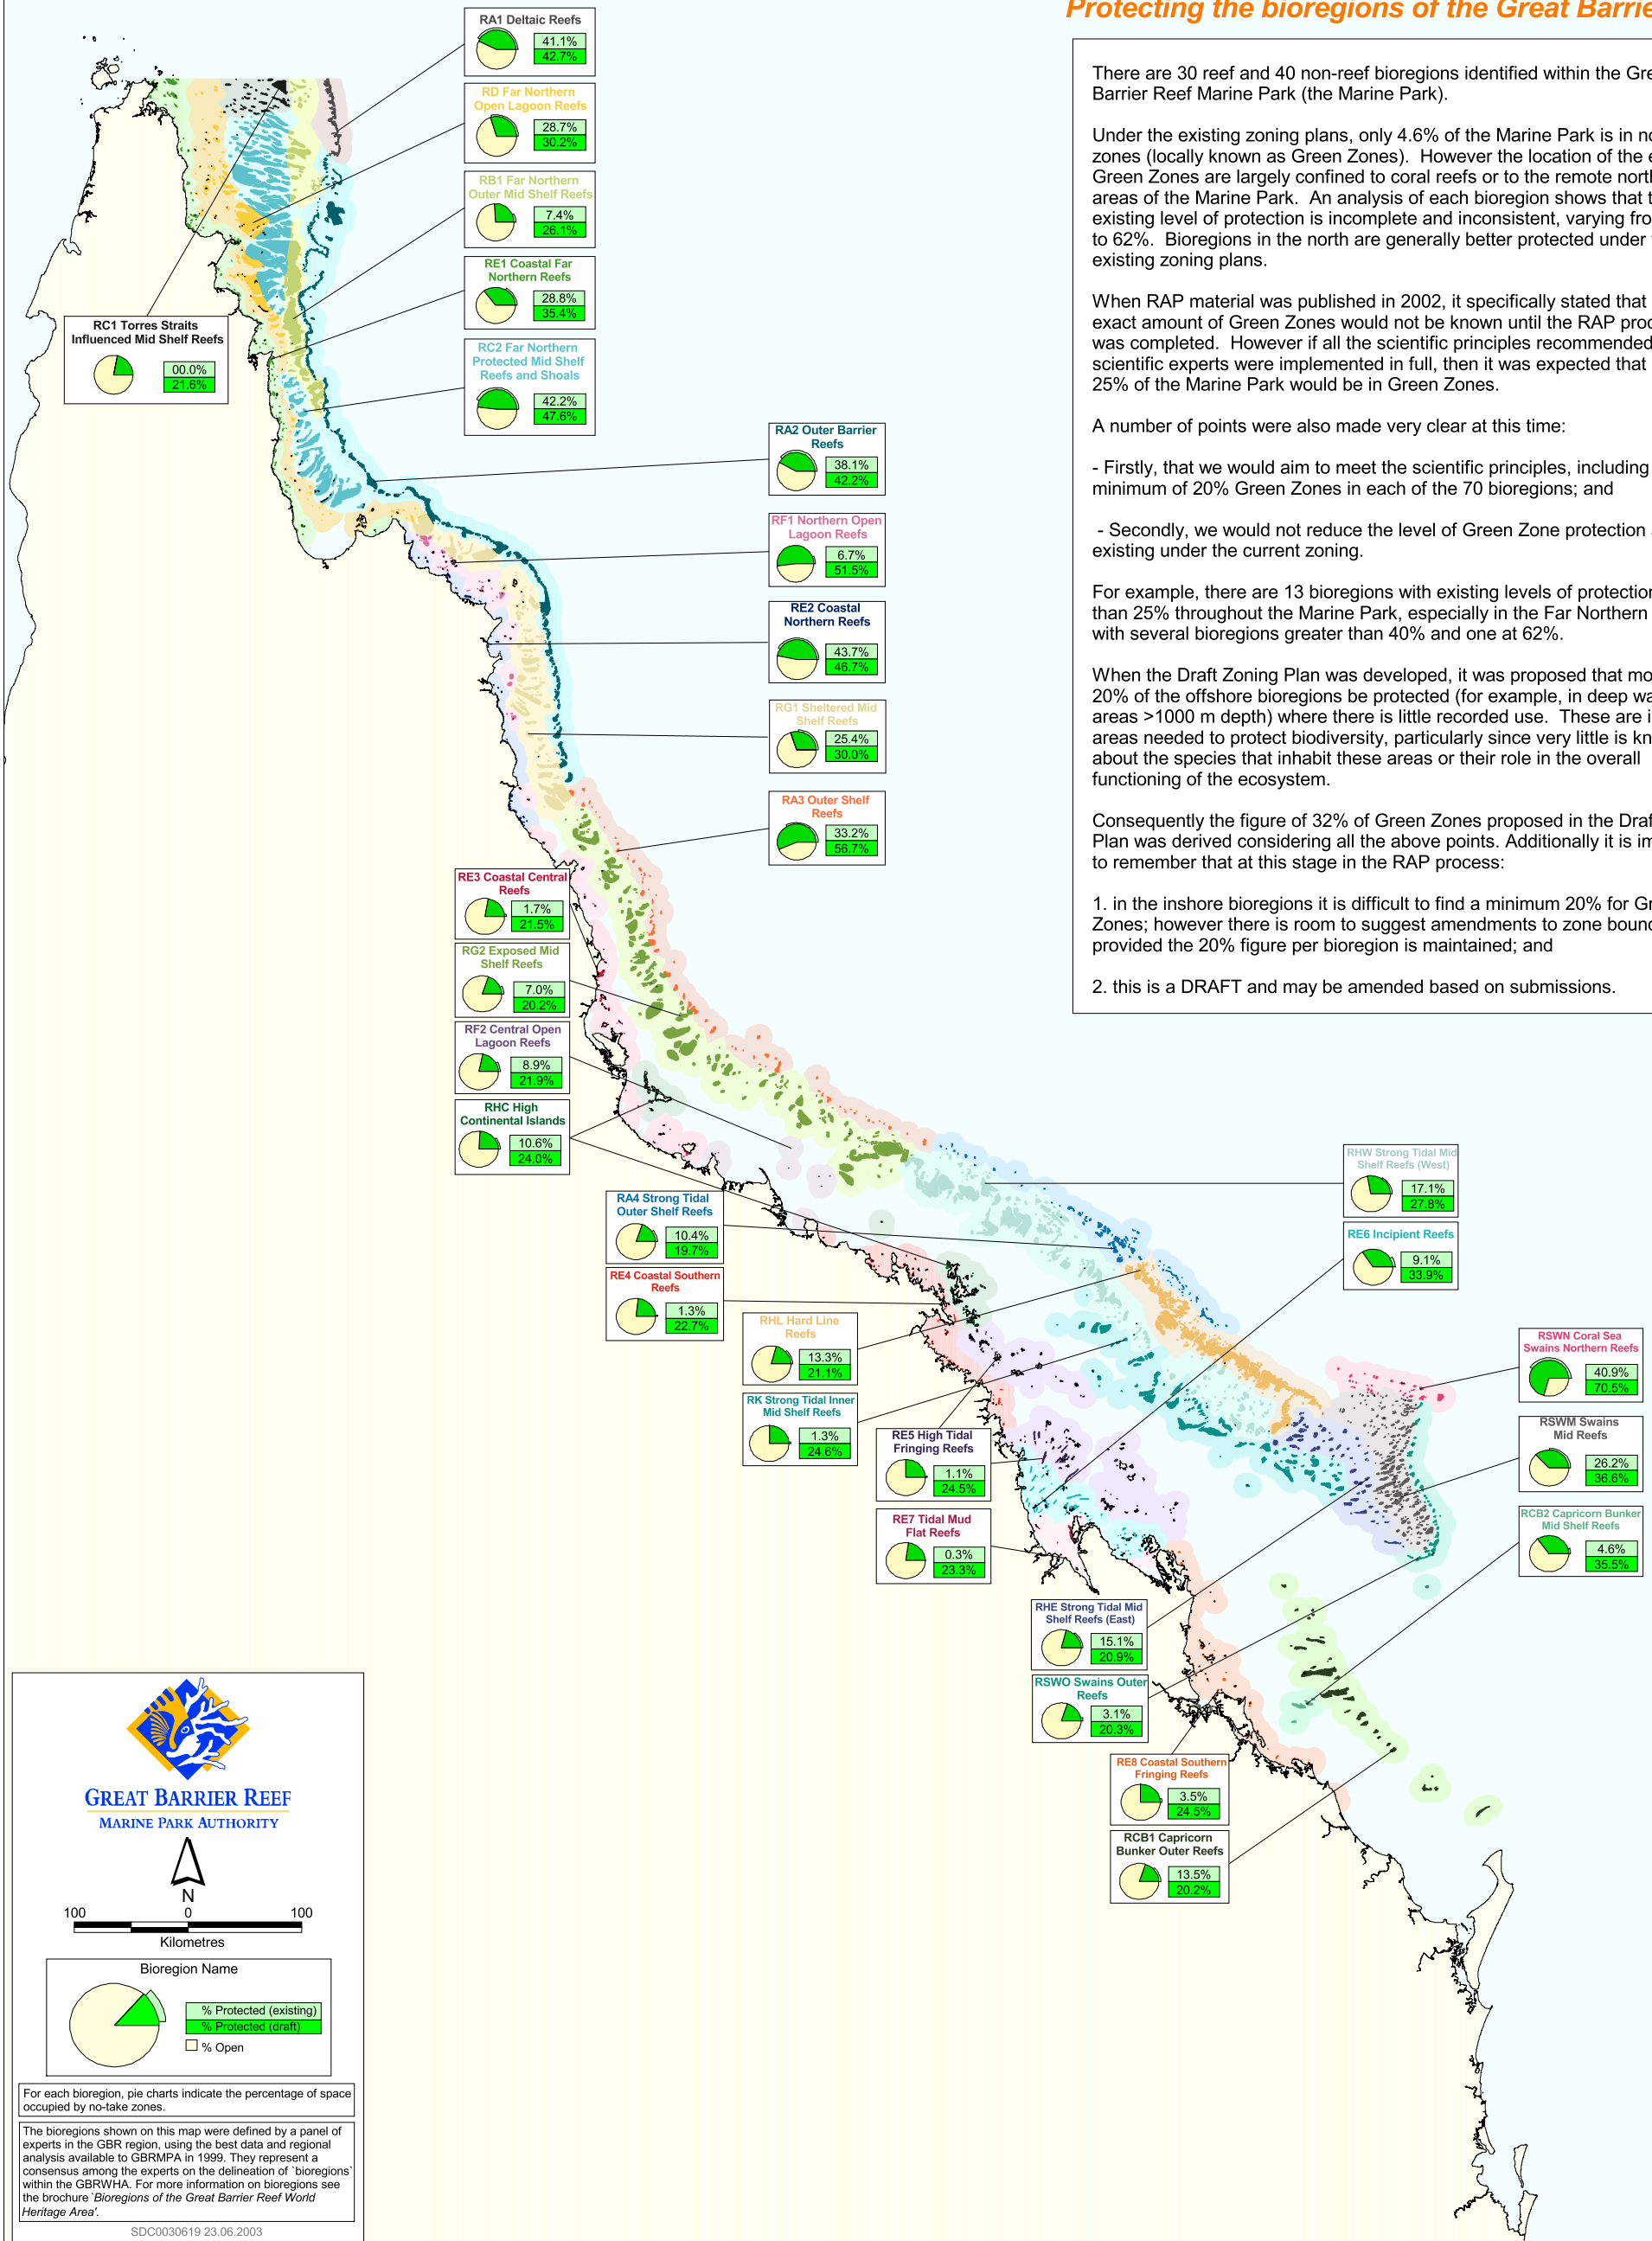 Protecting the bioregions of the Great Barrie
There are 30 reef and 40 non-reef bioregions identified within the Gre
Barrier Reef Marine Park (the Marine Park).
Under the existing zoning plans, only 4.6% of the Marine Park is in no
zones (locally known as Green Zones).  However the location of the e
Green Zones are largely confined to coral reefs or to the remote north
areas of the Marine Park.  An analysis of each bioregion shows that t
existing level of protection is incomplete and inconsistent, varying fro
to 62%.  Bioregions in the north are generally better protected under
existing zoning plans.
When RAP material was published in 2002, it specifically stated that
exact amount of Green Zones would not be known until the RAP proc
was completed.  However if all the scientific principles recommended
scientific experts were implemented in full, then it was expected that
25% of the Marine Park would be in Green Zones.
A number of points were also made very clear at this time:
- Firstly, that we would aim to meet the scientific principles, including
minimum of 20% Green Zones in each of the 70 bioregions; and
- Secondly, we would not reduce the level of Green Zone protection
existing under the current zoning.
For example, there are 13 bioregions with existing levels of protection
than 25% throughout the Marine Park, especially in the Far Northern
with several bioregions greater than 40% and one at 62%.
When the Draft Zoning Plan was developed, it was proposed that mo
20% of the offshore bioregions be protected (for example, in deep wa
areas >1000 m depth) where there is little recorded use.  These are i
areas needed to protect biodiversity, particularly since very little is kn
about the species that inhabit these areas or their role in the overall
functioning of the ecosystem.
Consequently the figure of 32% of Green Zones proposed in the Draf
Plan was derived considering all the above points. Additionally it is im
to remember that at this stage in the RAP process:
1. in the inshore bioregions it is difficult to find a minimum 20% for Gr
Zones; however there is room to suggest amendments to zone bound
provided the 20% figure per bioregion is maintained; and
2. this is a DRAFT and may be amended based on submissions.
RA1 Deltaic Reefs
41.1%
42.7%
RD Far Northern
Open Lagoon Reefs
28.7%
30.2%
RB1 Far Northern
Outer Mid Shelf Reefs
7.4%
26.1%
RE1 Coastal Far
Northern Reefs
28.8%
35.4%
RC1 Torres Straits
Influenced Mid Shelf Reefs
00.0%
21.6%
RC2 Far Northern
Protected Mid Shelf
Reefs and Shoals
42.2%
47.6%
RA2 Outer Barrier
Reefs
38.1%
42.2%
RF1 Northern Open
Lagoon Reefs
6.7%
51.5%
RE2 Coastal
Northern Reefs
43.7%
46.7%
RG1 Sheltered Mid
Shelf Reefs
25.4%
30.0%
RA3 Outer Shelf
Reefs
33.2%
56.7%
RE3 Coastal Central
Reefs
1.7%
21.5%
RG2 Exposed Mid
Shelf Reefs
7.0%
20.2%
RF2 Central Open
Lagoon Reefs
8.9%
21.9%
RHC High
Continental Islands
10.6%
24.0%
RHW Strong Tidal Mid
Shelf Reefs (West)
17.1%
27.8%
RA4 Strong Tidal
Outer Shelf Reefs
10.4%
19.7%
RE6 Incipient Reefs
9.1%
33.9%
RE4 Coastal Southern
Reefs
1.3%
22.7%
RHL Hard Line
Reefs
13.3%
21.1%
RSWN Coral Sea
Swains Northern Reefs
40.9%
70.5%
RK Strong Tidal Inner
Mid Shelf Reefs
1.3%
24.6%
RSWM Swains
Mid Reefs
26.2%
36.6%
RE5 High Tidal
Fringing Reefs
1.1%
24.5%
RCB2 Capricorn Bunker
Mid Shelf Reefs
4.6%
35.5%
RE7 Tidal Mud
Flat Reefs
0.3%
23.3%
RHE Strong Tidal Mid
Shelf Reefs (East)
15.1%
20.9%
RSWO Swains Outer
Reefs
3.1%
20.3%
RE8 Coastal Southern
Fringing Reefs
3.5%
24.5%
RCB1 Capricorn
Bunker Outer Reefs
13.5%
20.2%
GREAT BARRIER REEF
MARINE PARK AUTHORITY
N
100 0 100
Kilometres
Bioregion Name
% Protected (existing)
% Protected (draft)
% Open
For each bioregion, pie charts indicate the percentage of space
occupied by no-take zones.
The bioregions shown on this map were defined by a panel of
experts in the GBR region, using the best data and regional
analysis available to GBRMPA in 1999. They represent a
consensus among the experts on the delineation of `bioregions`
within the GBRWHA. For more information on bioregions see
the brochure `Bioregions of the Great Barrier Reef World
Heritage Area'.
SDC0030619 23.06.2003